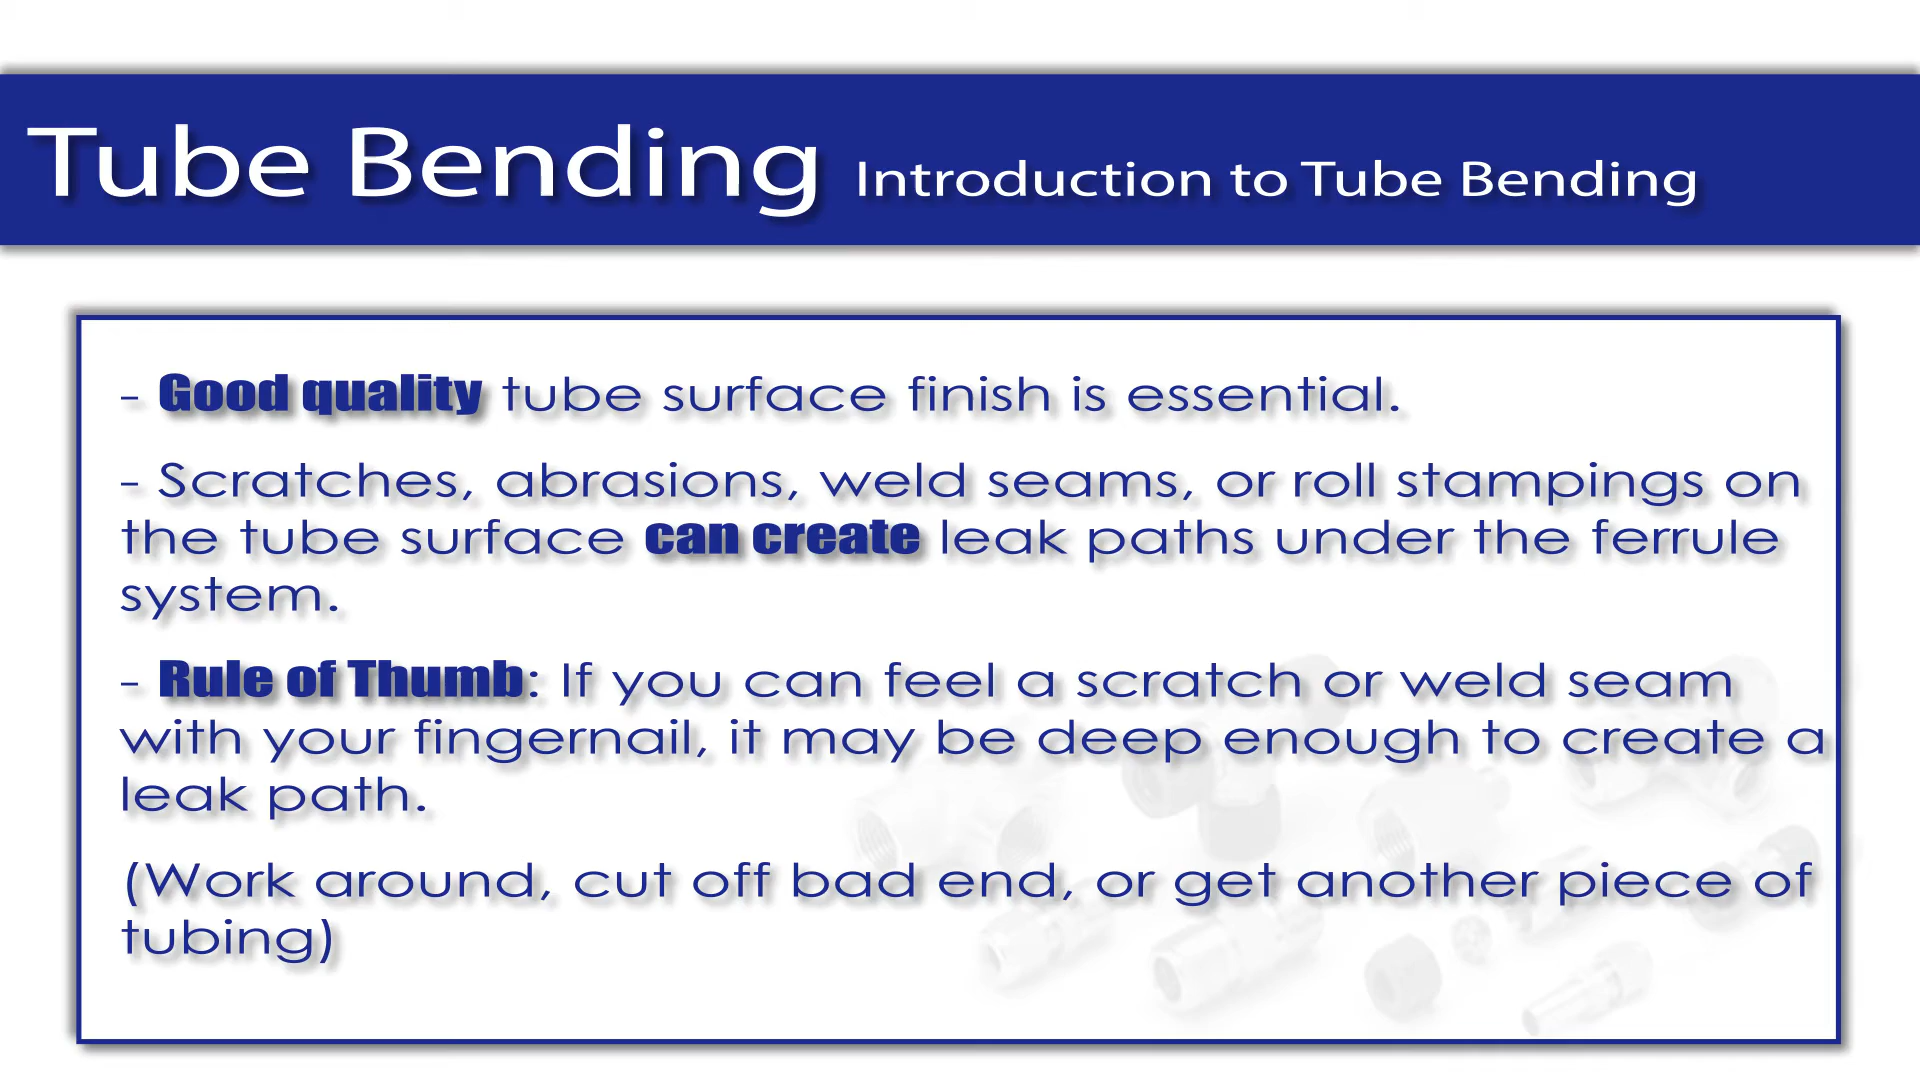 Tube Bending Introduction to Tube Bending
- Good quality tube surface finish is essential.
- Scratches, abrasions, weld seams, or roll stampings on
the tube surface can create leak paths under the ferrule
system.
- Rule of Thumb: If you can feel a scratch or weld seam
with your fingernail, it may be deep enough to create a
leak path.
(Work around, cut off bad end, or get another piece of
tubing)